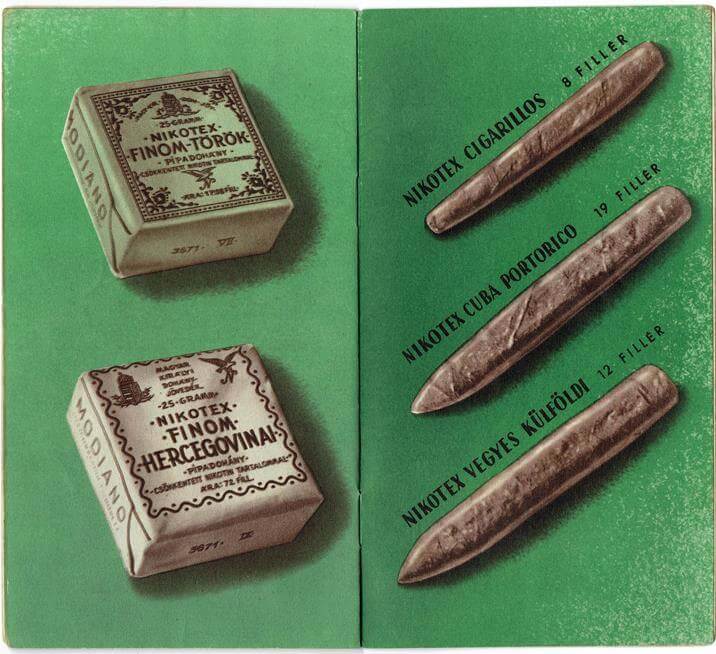 25·GRAMM·
·NIKOTEX·
·FINOM-TÖRÖK·
·PIPADOHÁNY·
·CSÖKKENTETT NIKOTIN TARTALOMMAL·
MODIANO
3671· VII·
MAGYAR
KIRÁLYI
DOHÁNY-
JÖVEDÉK
·25·GRAMM·
·NIKOTEX·
·FINOM·
·HERCEGOVINAI·
·PIPADOHÁNY·
·CSÖKKENTETT NIKOTIN TARTALOMMAL·
ÁRA: 72 FILL.
MODIANO
3671· IX·
NIKOTEX CIGARILLOS 8 FILLÉR
NIKOTEX CUBA PORTORICO 19 FILLÉR
NIKOTEX VEGYES KÜLFÖLDI 12 FILLÉR